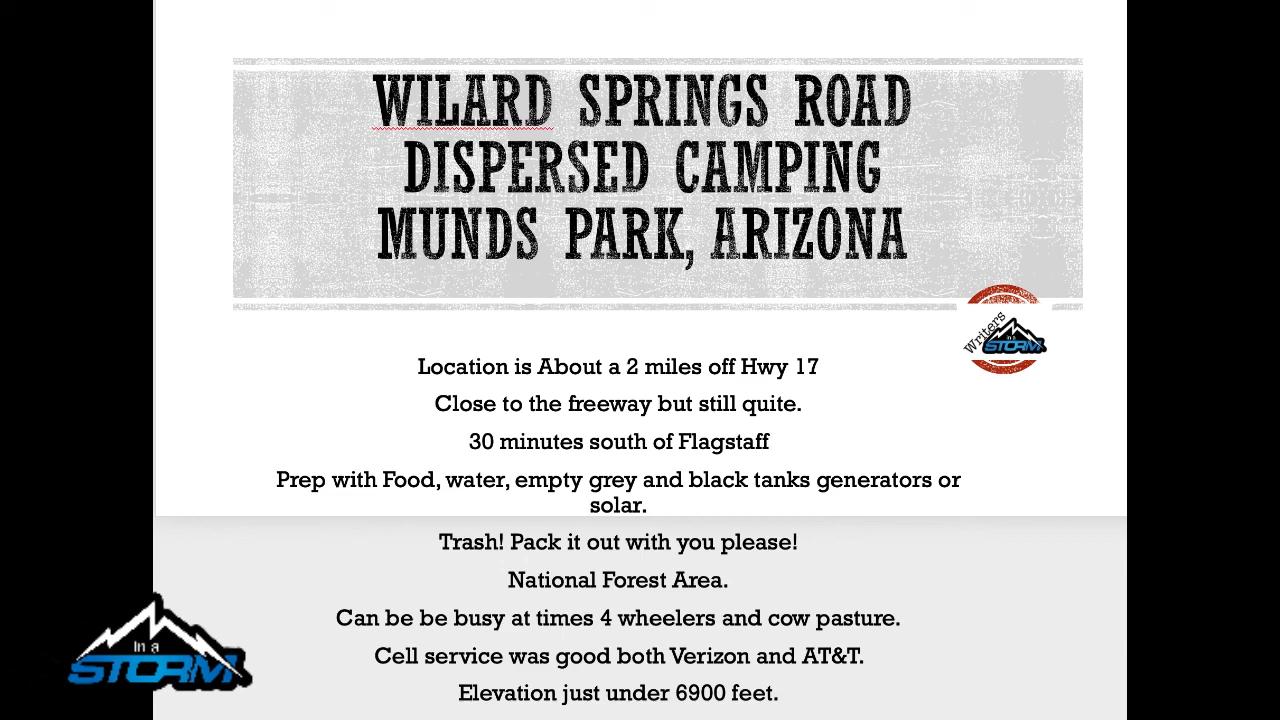 WILARD SPRINGS ROAD
DISPERSED CAMPING
MUNDS PARK, ARIZONA
Writers
in a
STORM
Location is About a 2 miles off Hwy 17
Close to the freeway but still quite.
30 minutes south of Flagstaff
Prep with Food, water, empty grey and black tanks generators or
solar.
Trash! Pack it out with you please!
National Forest Area.
Can be be busy at times 4 wheelers and cow pasture.
Cell service was good both Verizon and AT&T.
Elevation just under 6900 feet.
In a
STORM